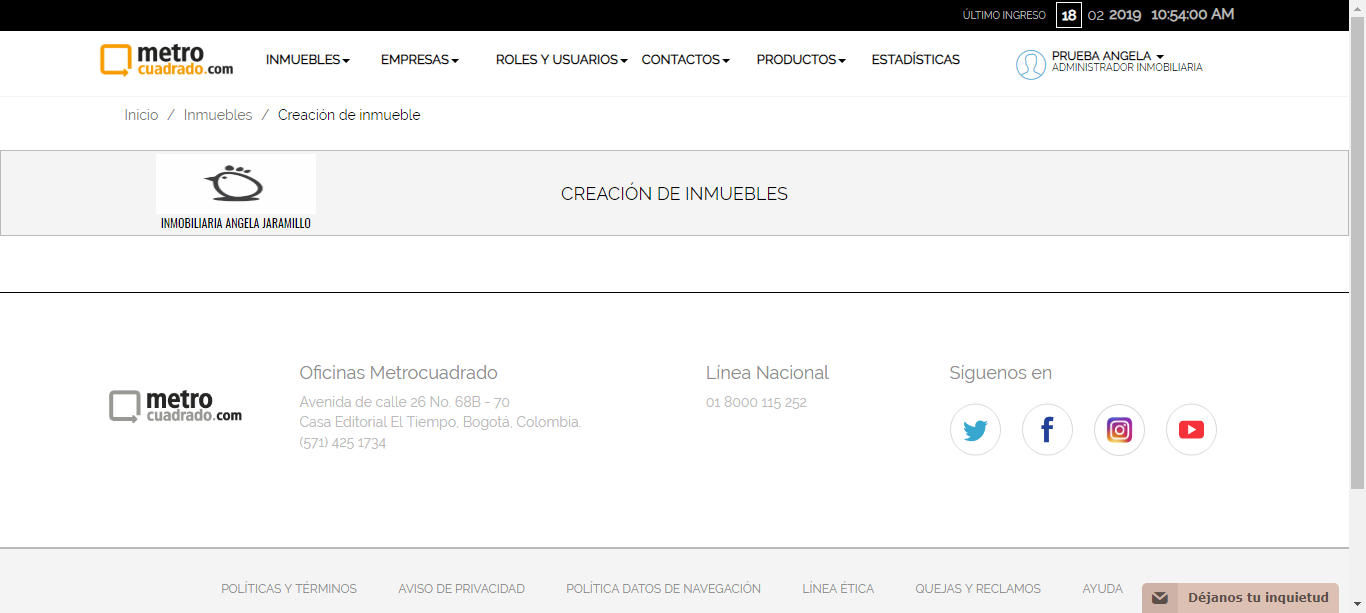 ÚLTIMO INGRESO 18 02 2019 10:54:00 AM
metro
cuadrado.com
INMUEBLES EMPRESAS ROLES Y USUARIOS CONTACTOS PRODUCTOS ESTADÍSTICAS
PRUEBA ANGELA
ADMINISTRADOR INMOBILIARIA
Inicio / Inmuebles / Creación de inmueble
CREACIÓN DE INMUEBLES
INMOBILIARIA ANGELA JARAMILLO
metro
cuadrado.com
Oficinas Metrocuadrado
Avenida de calle 26 No. 68B - 70
Casa Editorial El Tiempo, Bogotá, Colombia.
(571) 425 1734
Línea Nacional
01 8000 115 252
Síguenos en
POLÍTICAS Y TÉRMINOS AVISO DE PRIVACIDAD POLÍTICA DATOS DE NAVEGACIÓN LÍNEA ÉTICA QUEJAS Y RECLAMOS AYUDA
Déjanos tu inquietud